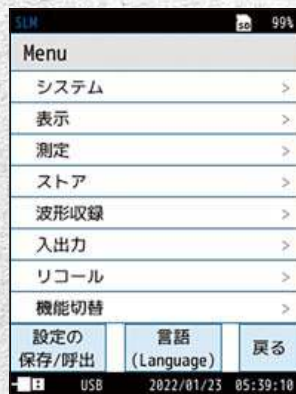 SLM SD 99%
Menu
システム >
表示 >
測定 >
ストア >
波形収録 >
入出力 >
リコール >
機能切替 >
設定の
保存/呼出
言語
(Language)
戻る
USB 2022/01/23 05:39:10